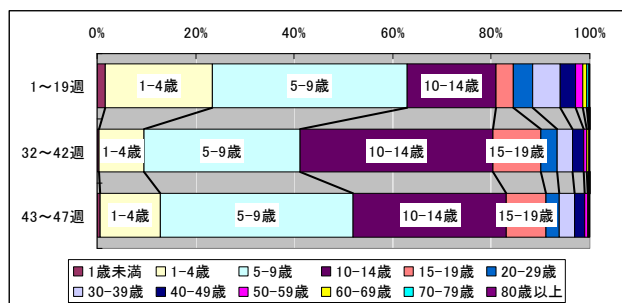 0% 20% 40% 60% 80% 100%
1～19週 1-4歳 5-9歳 10-14歳
32～42週 1-4歳 5-9歳 10-14歳 15-19歳
43～47週 1-4歳 5-9歳 10-14歳 15-19歳
1歳未満 1-4歳 5-9歳 10-14歳 15-19歳 20-29歳
30-39歳 40-49歳 50-59歳 60-69歳 70-79歳 80歳以上